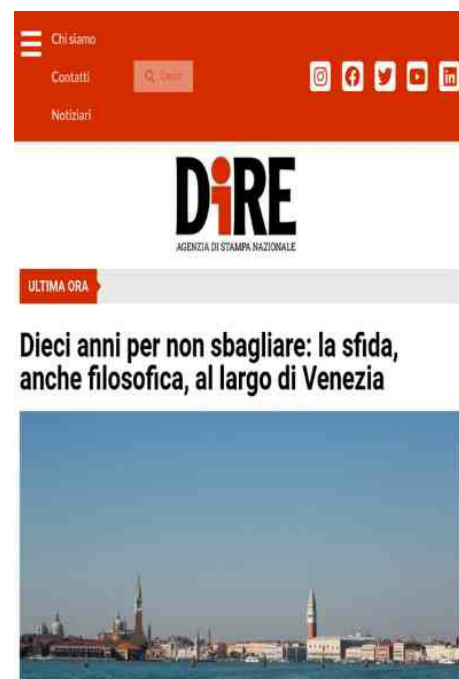 Chi siamo
Contatti
Notiziari
DiRE
AGENZIA DI STAMPA NAZIONALE
ULTIMA ORA
Dieci anni per non sbagliare: la sfida,
anche filosofica, al largo di Venezia